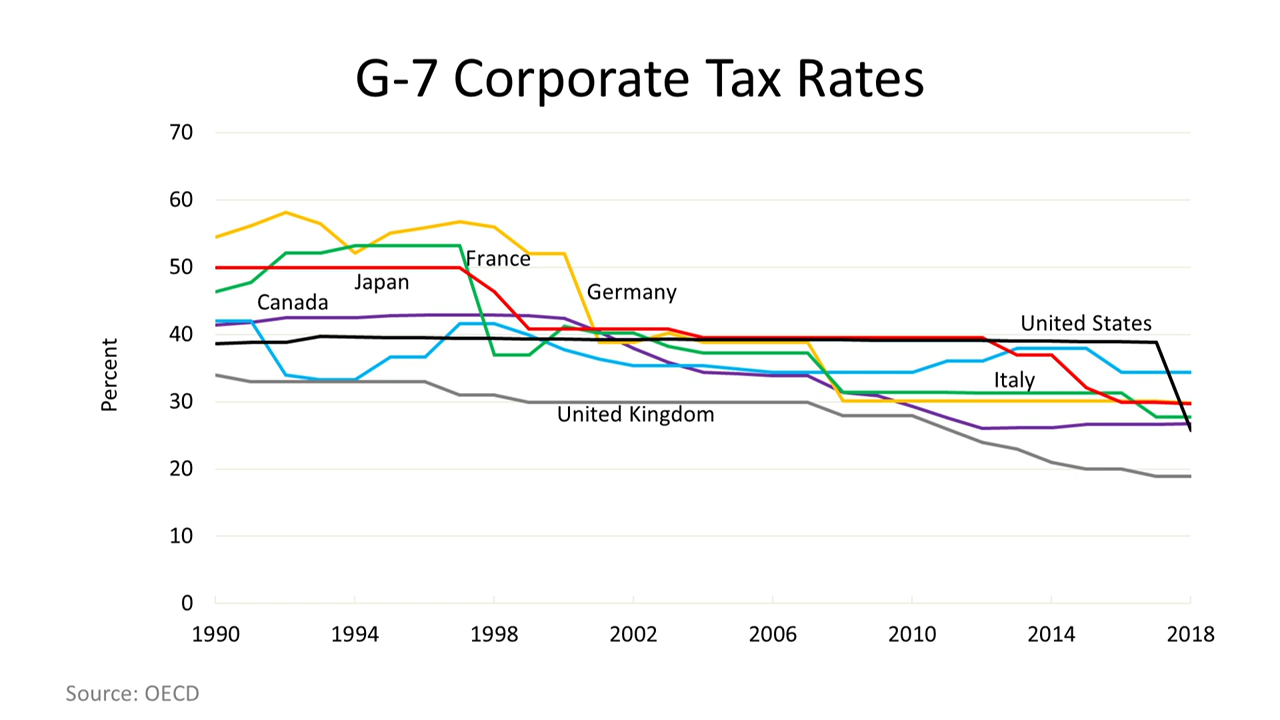 G-7 Corporate Tax Rates
70
60
50
40
30
20
10
0
Percent
France
Japan
Germany
Canada
United States
Italy
United Kingdom
1990 1994 1998 2002 2006 2010 2014 2018
Source: OECD